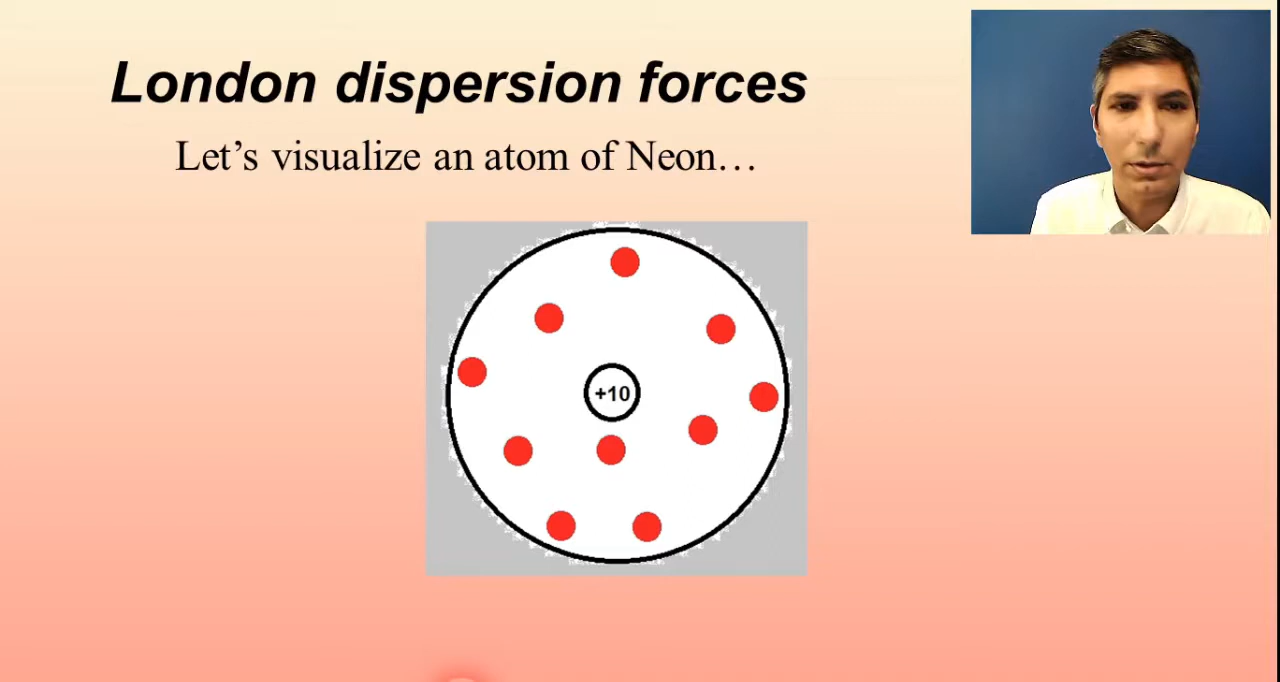 London dispersion forces
Let’s visualize an atom of Neon…
+10